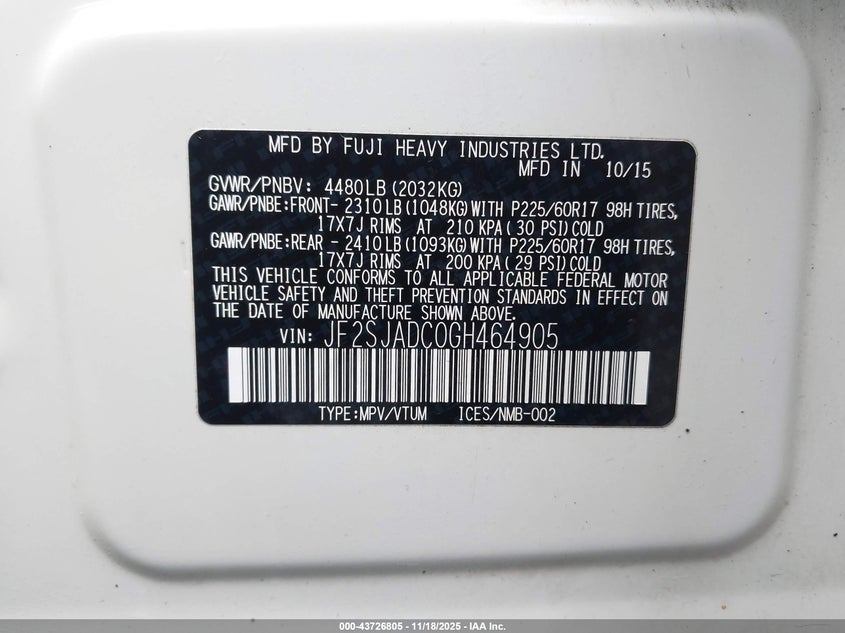 MFD BY FUJI HEAVY INDUSTRIES LTD.
MFD IN 10/15
GVWR/PNBV: 4480LB (2032KG)
GAWR/PNBE:FRONT- 2310LB (1048KG) WITH P225/60R17 98H TIRES,
17X7J RIMS AT 210 KPA ( 30 PSI) COLD
GAWR/PNBE:REAR - 2410LB (1093KG) WITH P225/60R17 98H TIRES,
17X7J RIMS AT 200 KPA ( 29 PSI) COLD
THIS VEHICLE CONFORMS TO ALL APPLICABLE FEDERAL MOTOR
VEHICLE SAFETY AND THEFT PREVENTION STANDARDS IN EFFECT ON
THE DATE OF MANUFACTURE SHOWN ABOVE.
VIN: JF2SJADC0GH464905
TYPE:MPV/VTUM ICES/NMB-002
000-43726805 - 11/18/2025 - IAA Inc.